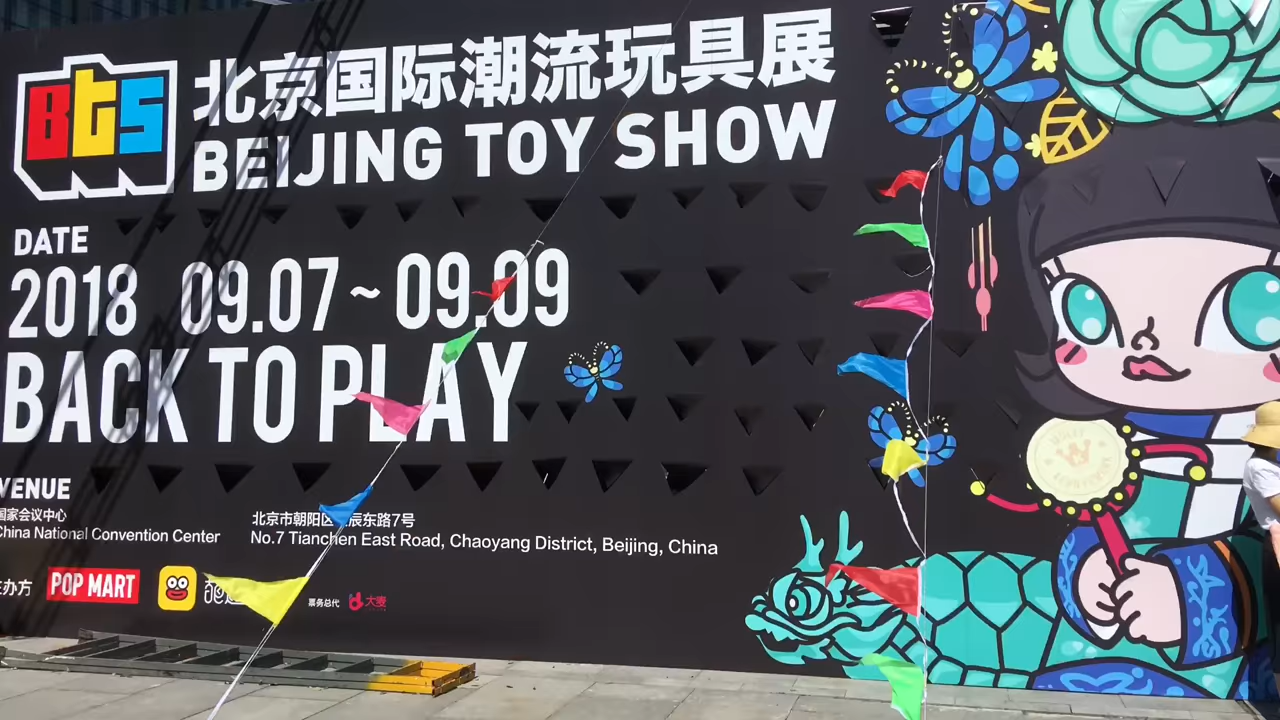 BTS
北京国际潮流玩具展
BEIJING TOY SHOW
DATE
2018 09.07~09.09
BACK TO PLAY
VENUE
国家会议中心
China National Convention Center
北京市朝阳区 辰东路7号
No.7 Tianchen East Road, Chaoyang District, Beijing, China
主办方
POP MART
票务总代
大麦